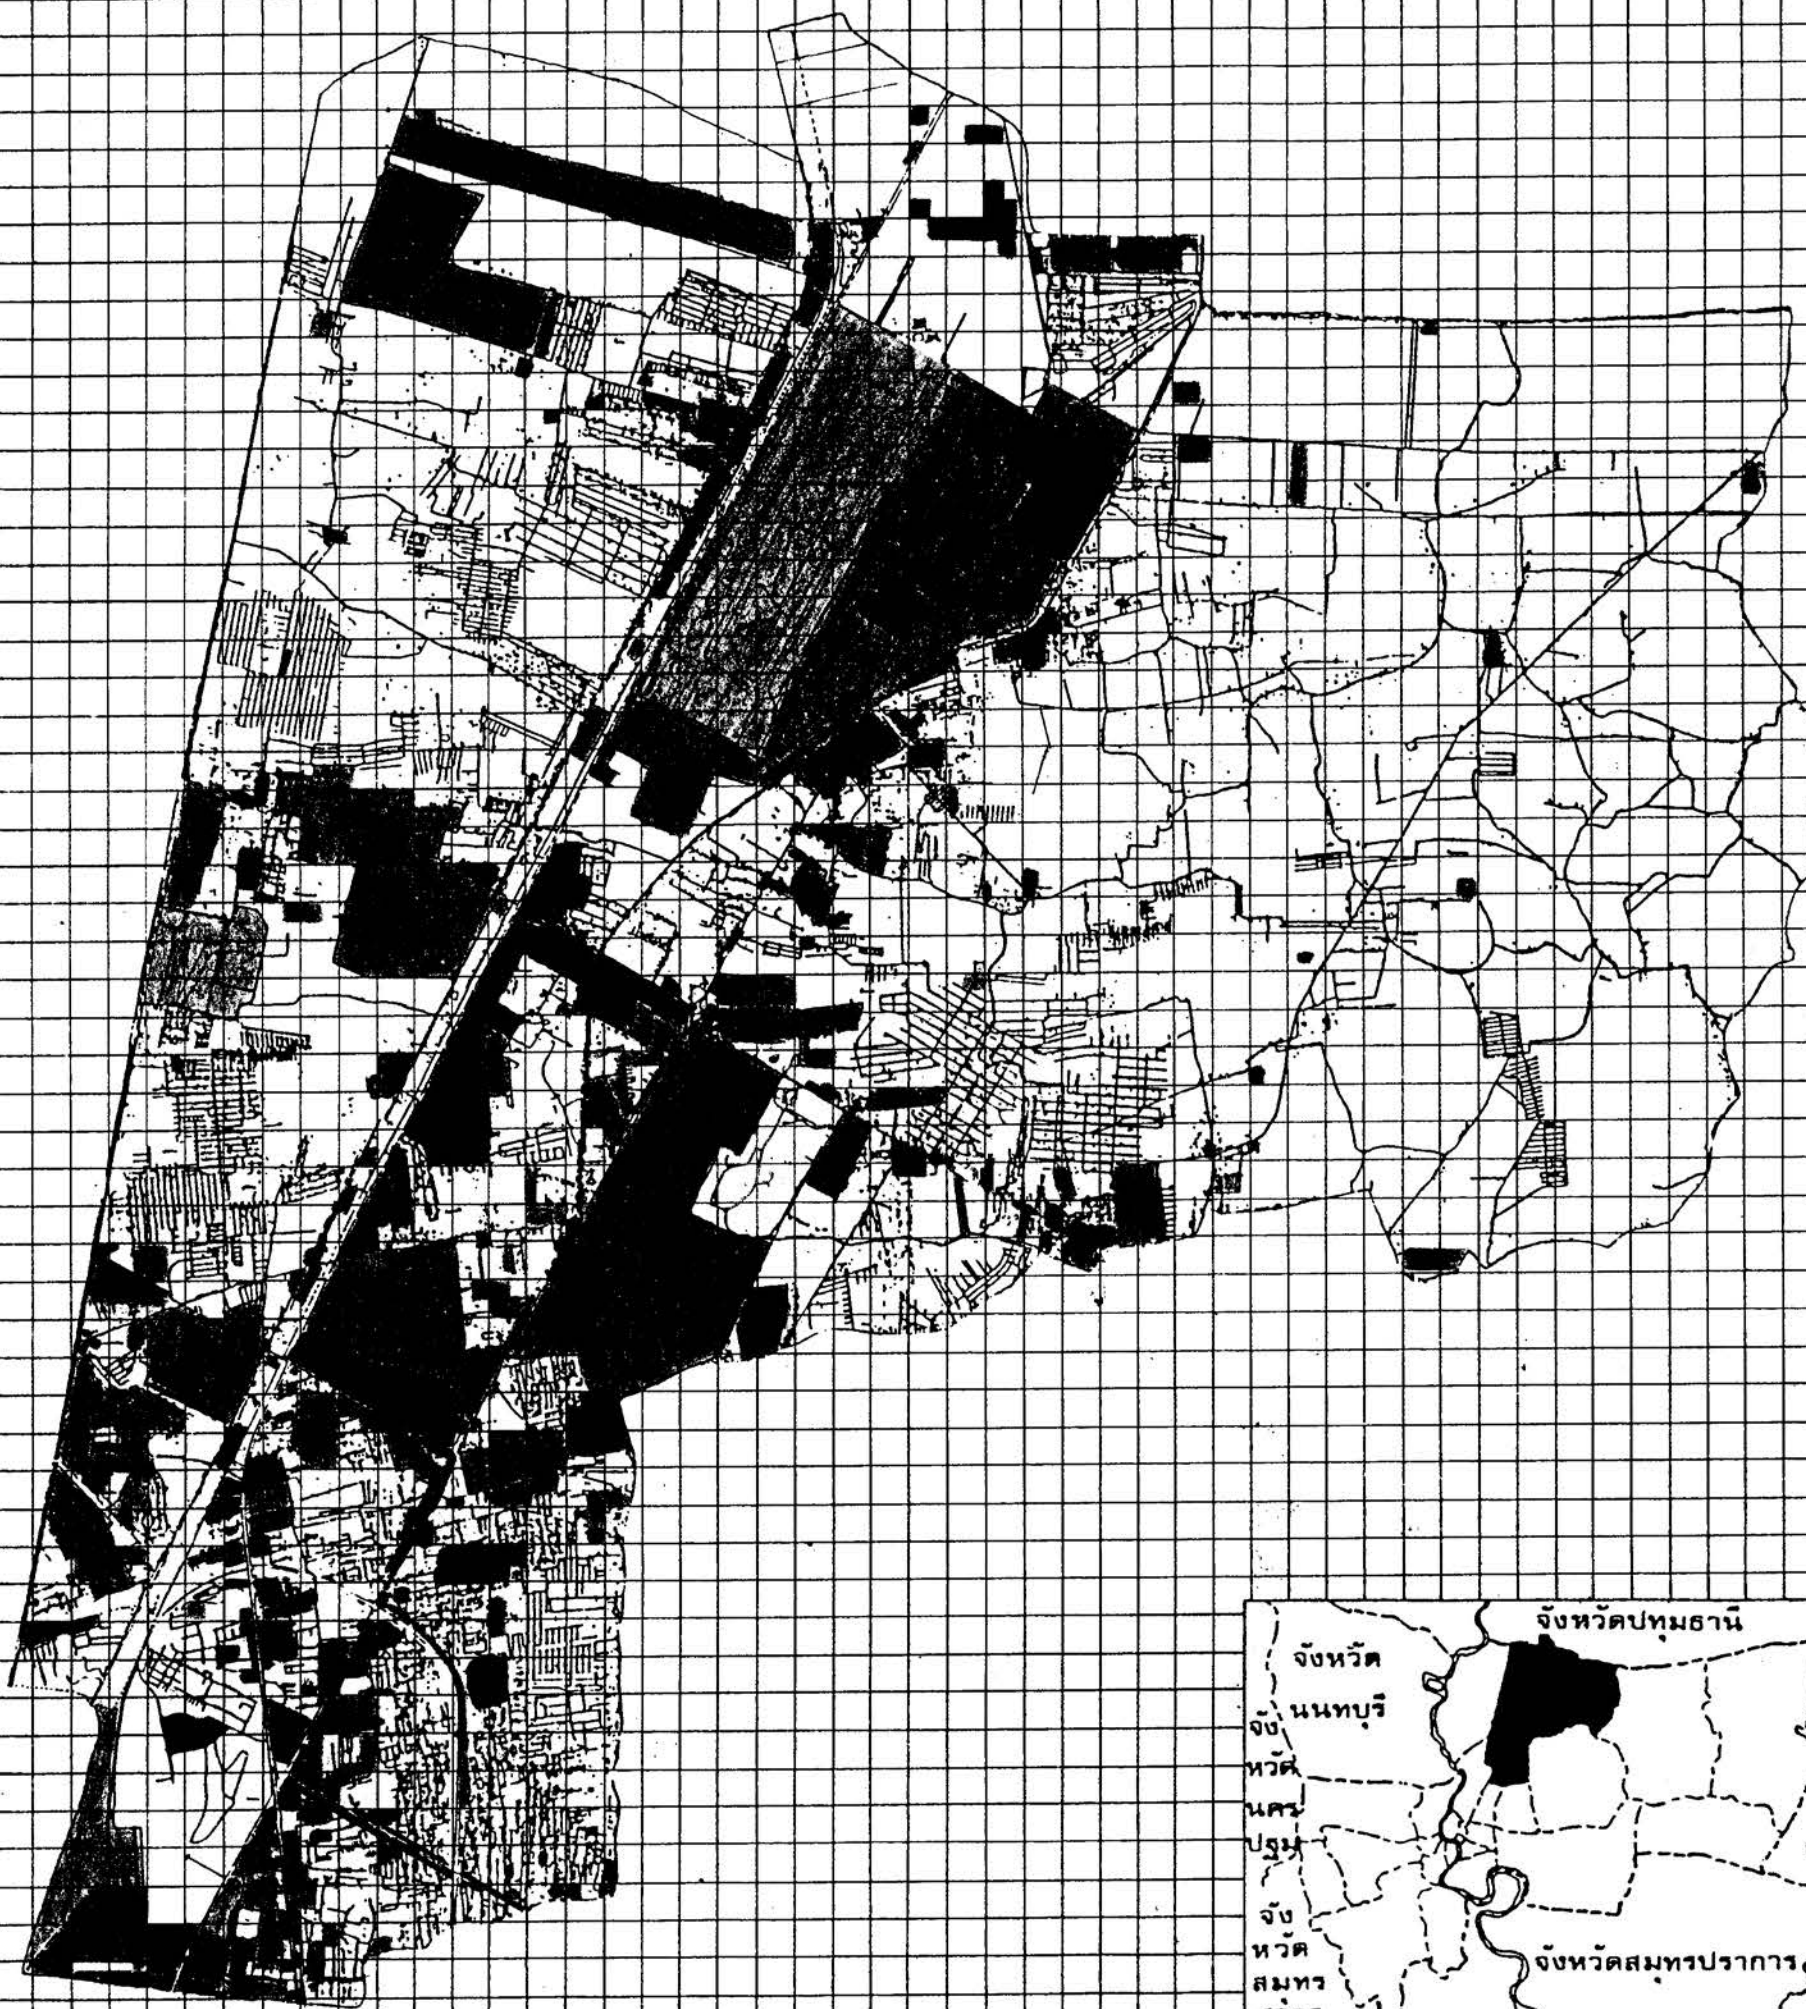 จังหวัดปทุมธานี
จังหวัด
นนทบุรี
จัง
หวัด
นคร
ปฐม
จัง
หวัด
สมุทร
จังหวัดสมุทรปราการ